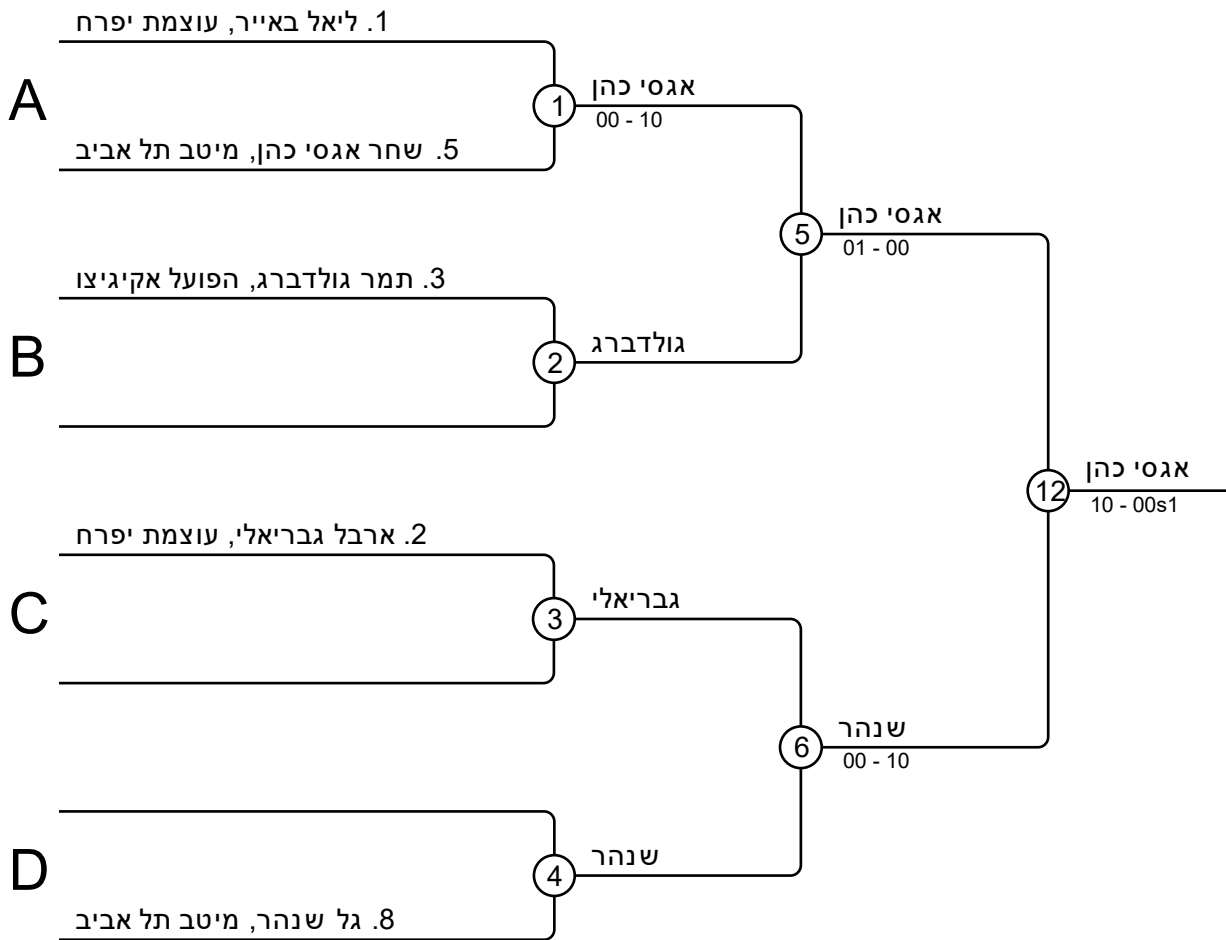 1. ליאל באייר, עוצמת יפרח
A
1
אגסי כהן
00 - 10
5. שחר אגסי כהן, מיטב תל אביב
5
אגסי כהן
01 - 00
3. תמר גולדברג, הפועל אקיגיצו
B
2
גולדברג
12
אגסי כהן
10 - 00s1
2. ארבל גבריאלי, עוצמת יפרח
C
3
גבריאלי
6
שנהר
00 - 10
D
4
שנהר
8. גל שנהר, מיטב תל אביב